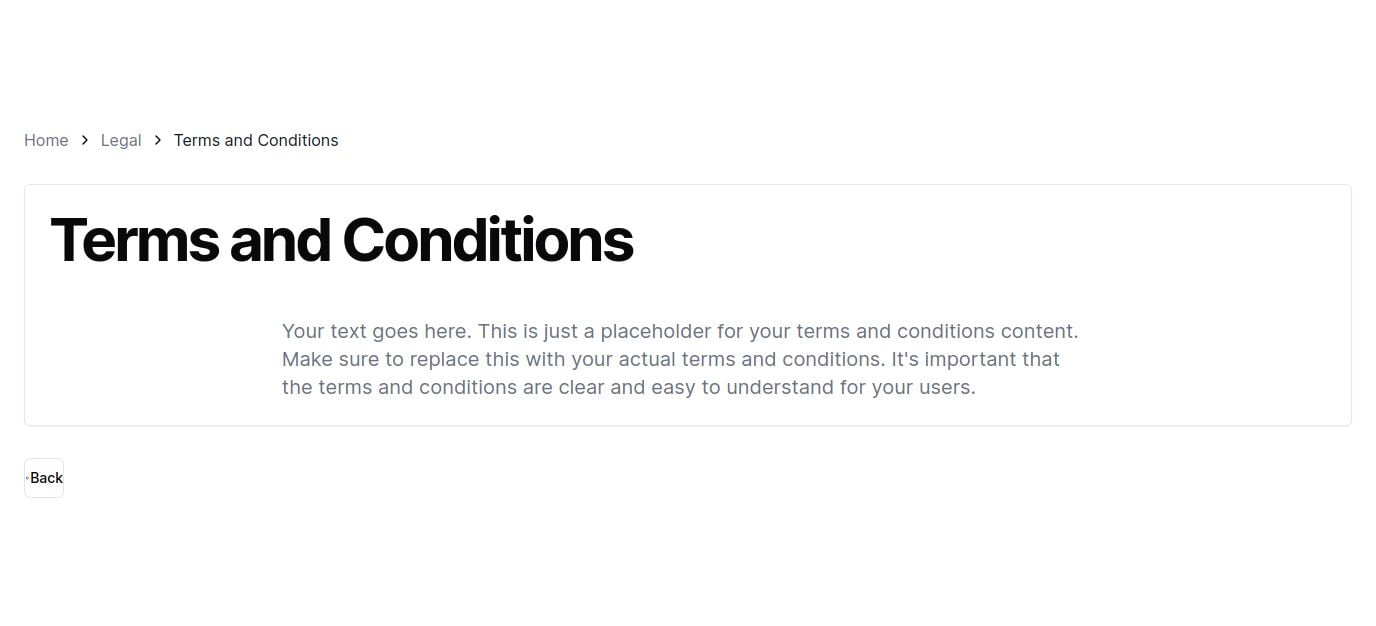 Home > Legal > Terms and Conditions
Terms and Conditions
Your text goes here. This is just a placeholder for your terms and conditions content.
Make sure to replace this with your actual terms and conditions. It's important that
the terms and conditions are clear and easy to understand for your users.
Back